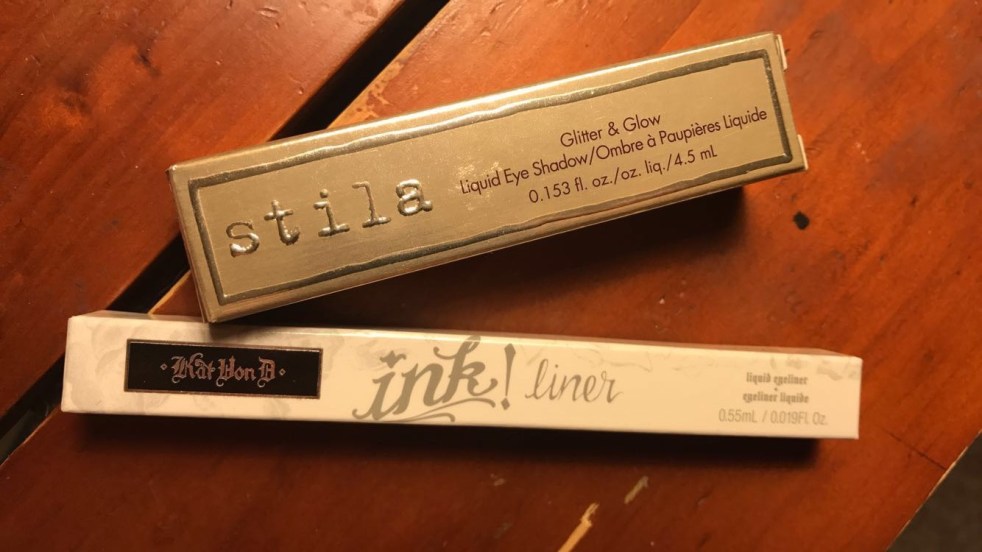 stila
Glitter & Glow
Liquid Eye Shadow/Ombre à Paupières Liquide
0.153 fl. oz./oz. liq./4.5 mL
Kat Von D
ink! liner
liquid eyeliner
eyeliner liquide
0.55mL / 0.019Fl. Oz.